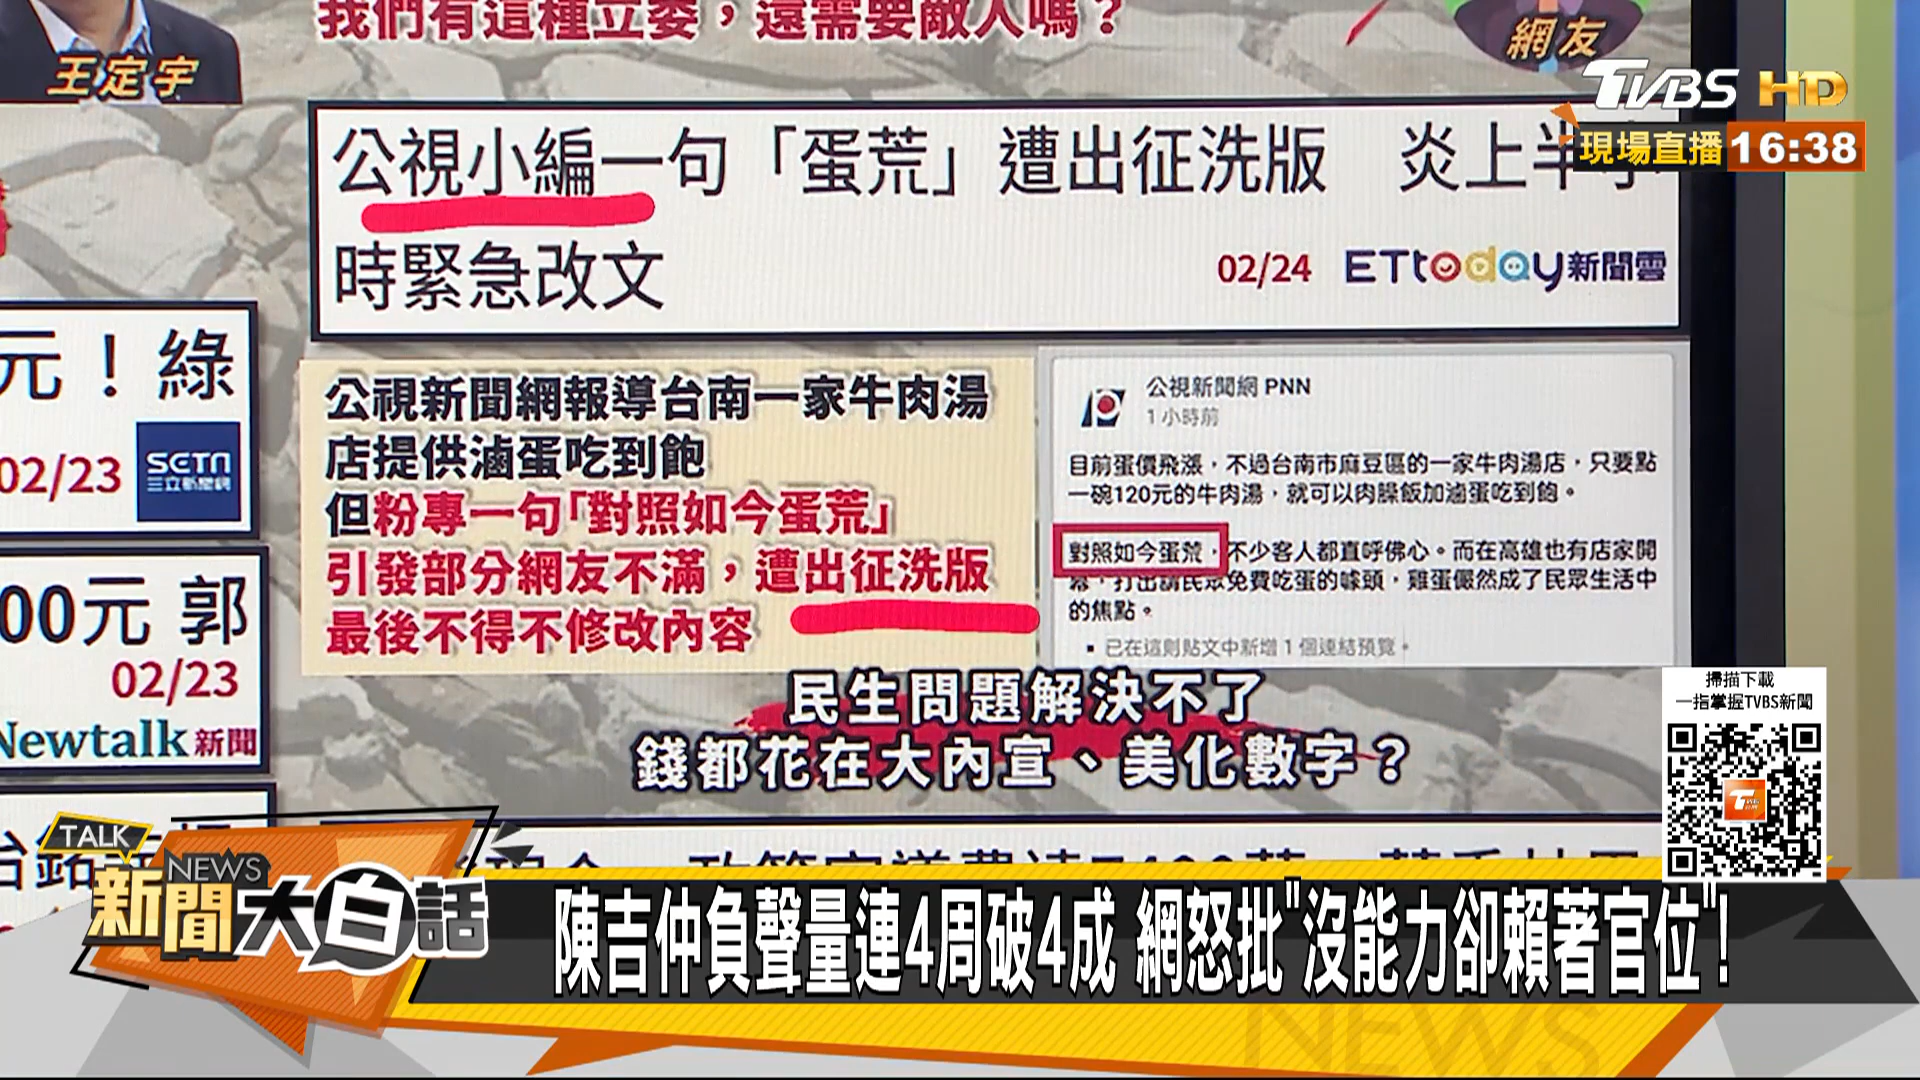 我們有這種立委，還需要敵人嗎？
王定宇
網友
TVBS HD
現場直播 16:38
公視小編一句「蛋荒」遭出征洗版 炎上半小
時緊急改文
02/24 ETtoday新聞雲
元！綠
02/23 SETN
三立新聞網
00元 郭
02/23
Newtalk新聞
公視新聞網報導台南一家牛肉湯
店提供滷蛋吃到飽
但粉專一句「對照如今蛋荒」
引發部分網友不滿，遭出征洗版
最後不得不修改內容
公視新聞網 PNN
1 小時前
目前蛋價飛漲，不過台南市麻豆區的一家牛肉湯店，只要點
一碗120元的牛肉湯，就可以肉臊飯加滷蛋吃到飽。
對照如今蛋荒，不少客人都直呼佛心。而在高雄也有店家開
幕，打出請民眾免費吃蛋的噱頭，雞蛋儼然成了民眾生活中
的焦點。
▪ 已在這則貼文中新增 1 個連結預覽。
民生問題解決不了
錢都花在大內宣、美化數字？
掃描下載
一指掌握TVBS新聞
TALK
NEWS
新聞大白話
陳吉仲負聲量連4周破4成 網怒批"沒能力卻賴著官位"!
NEWS